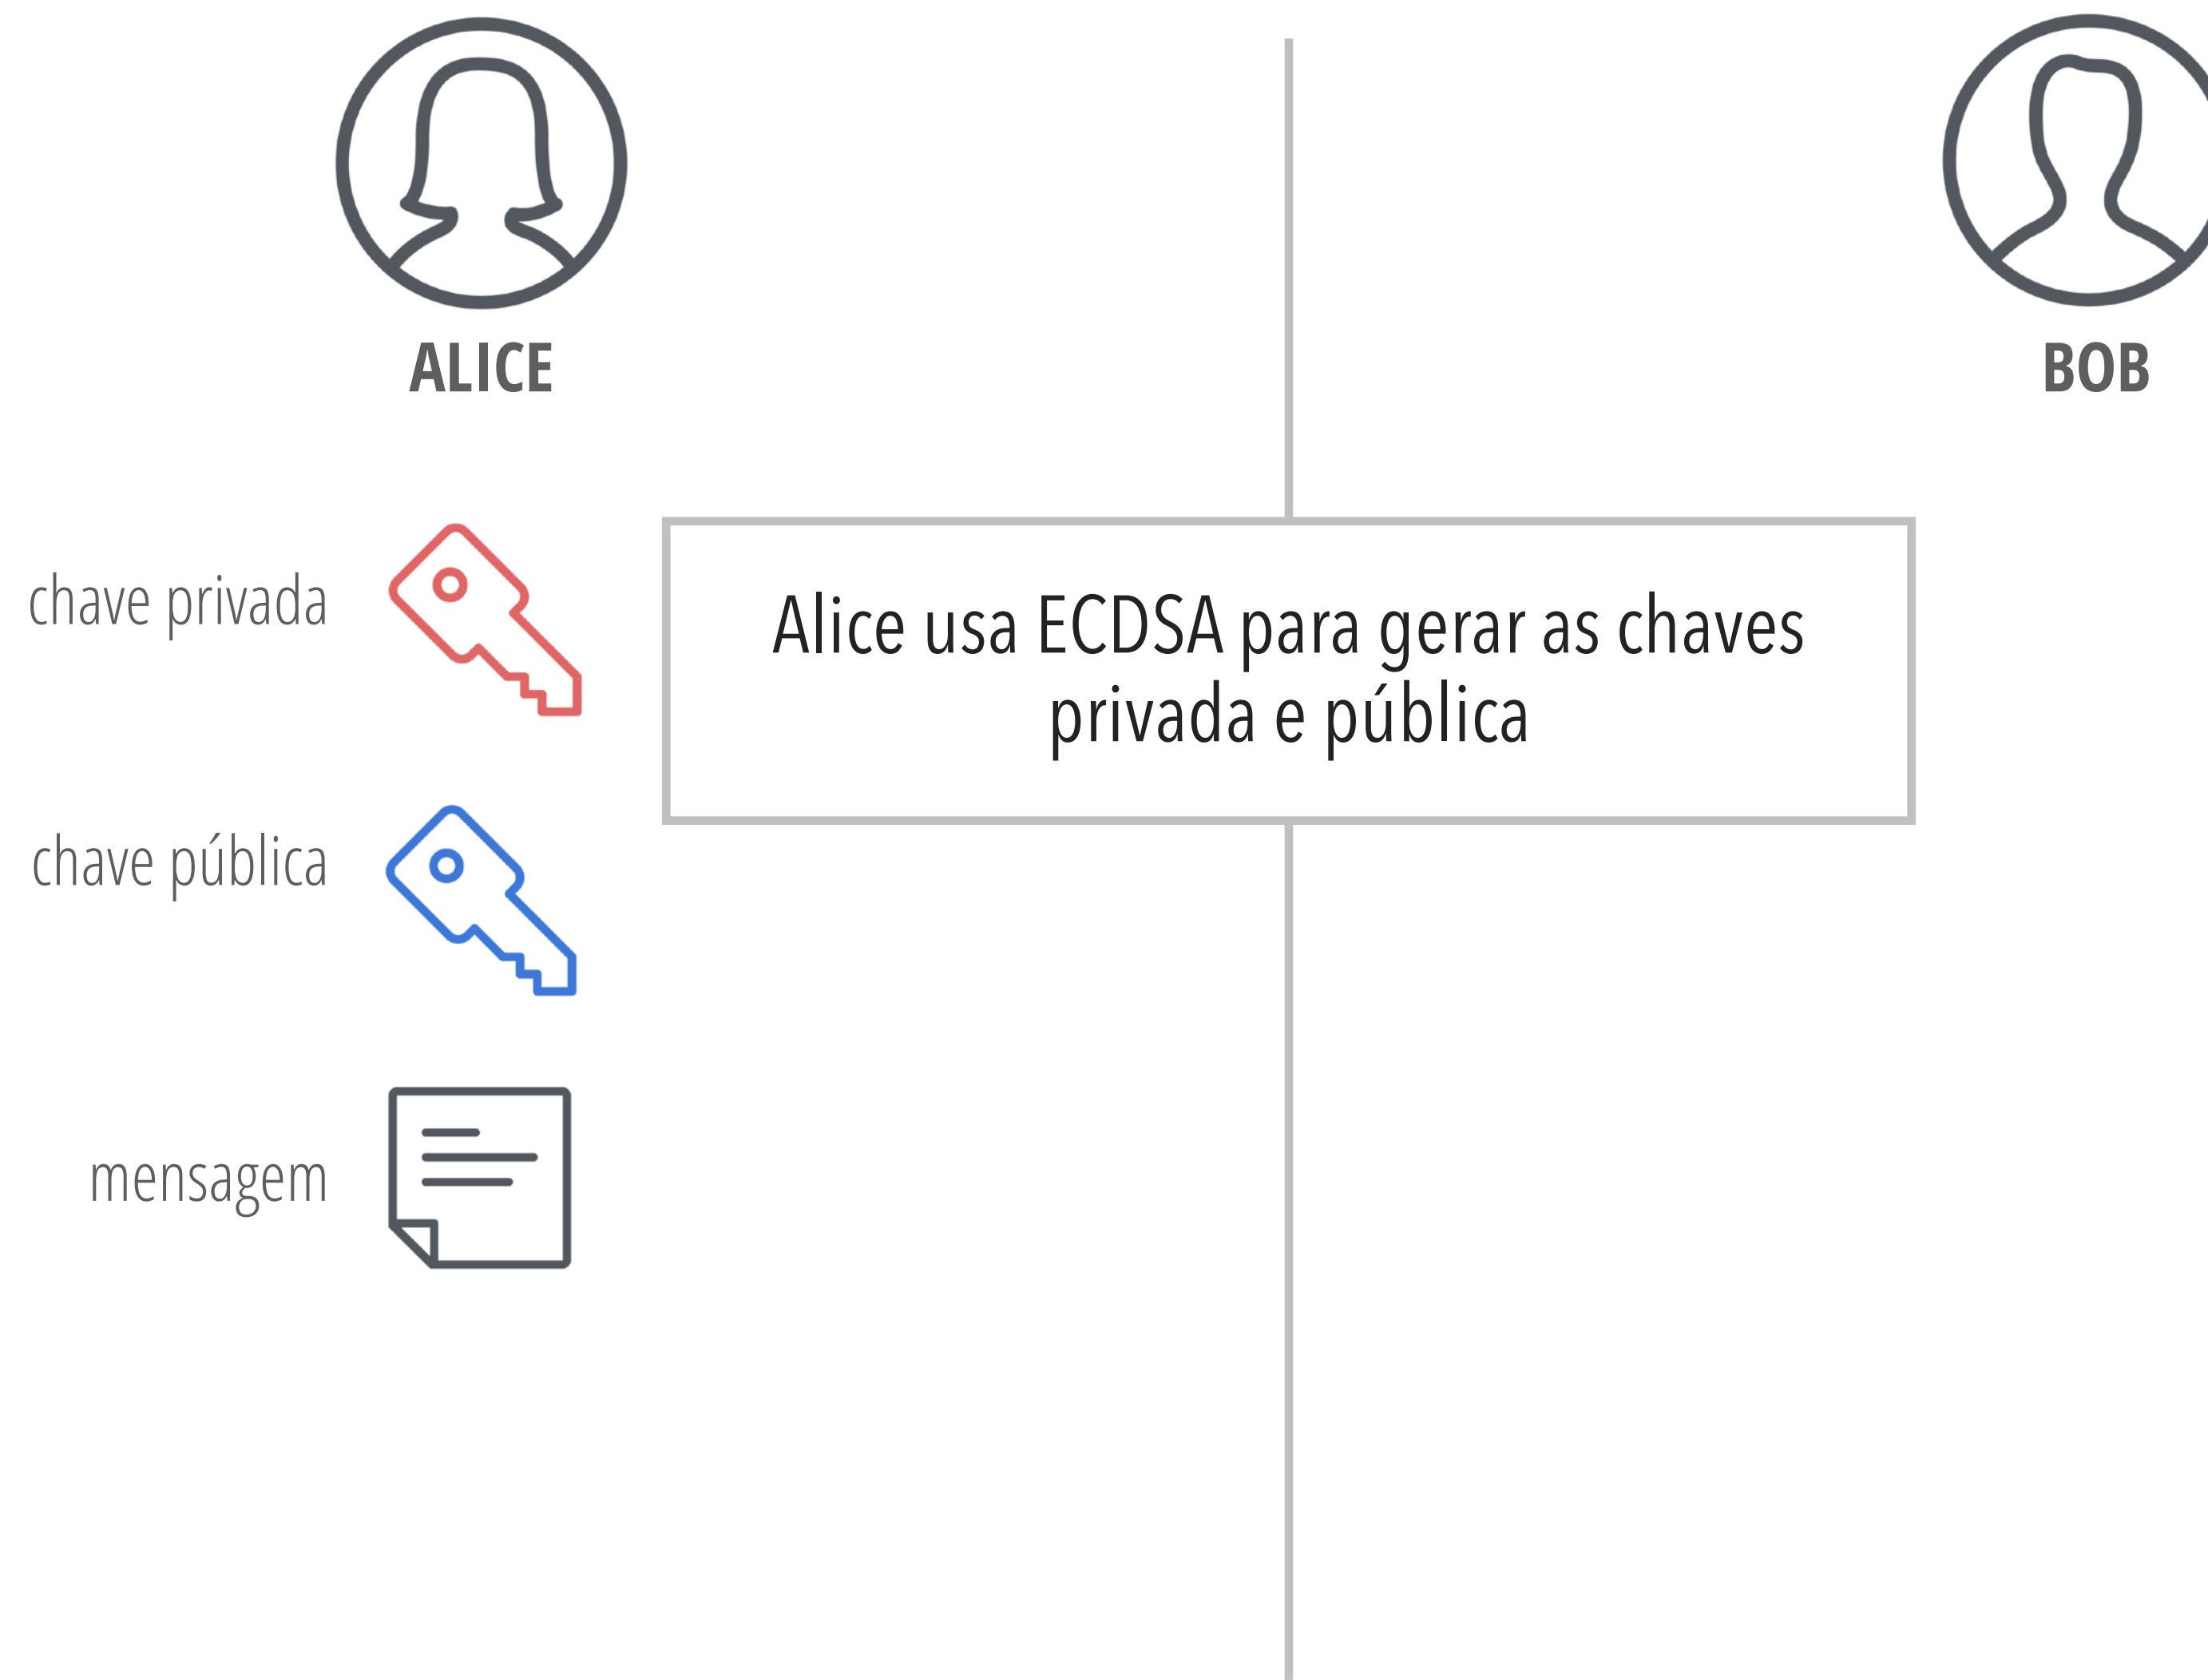 ALICE
BOB
chave privada
Alice usa ECDSA para gerar as chaves
privada e pública
chave pública
mensagem